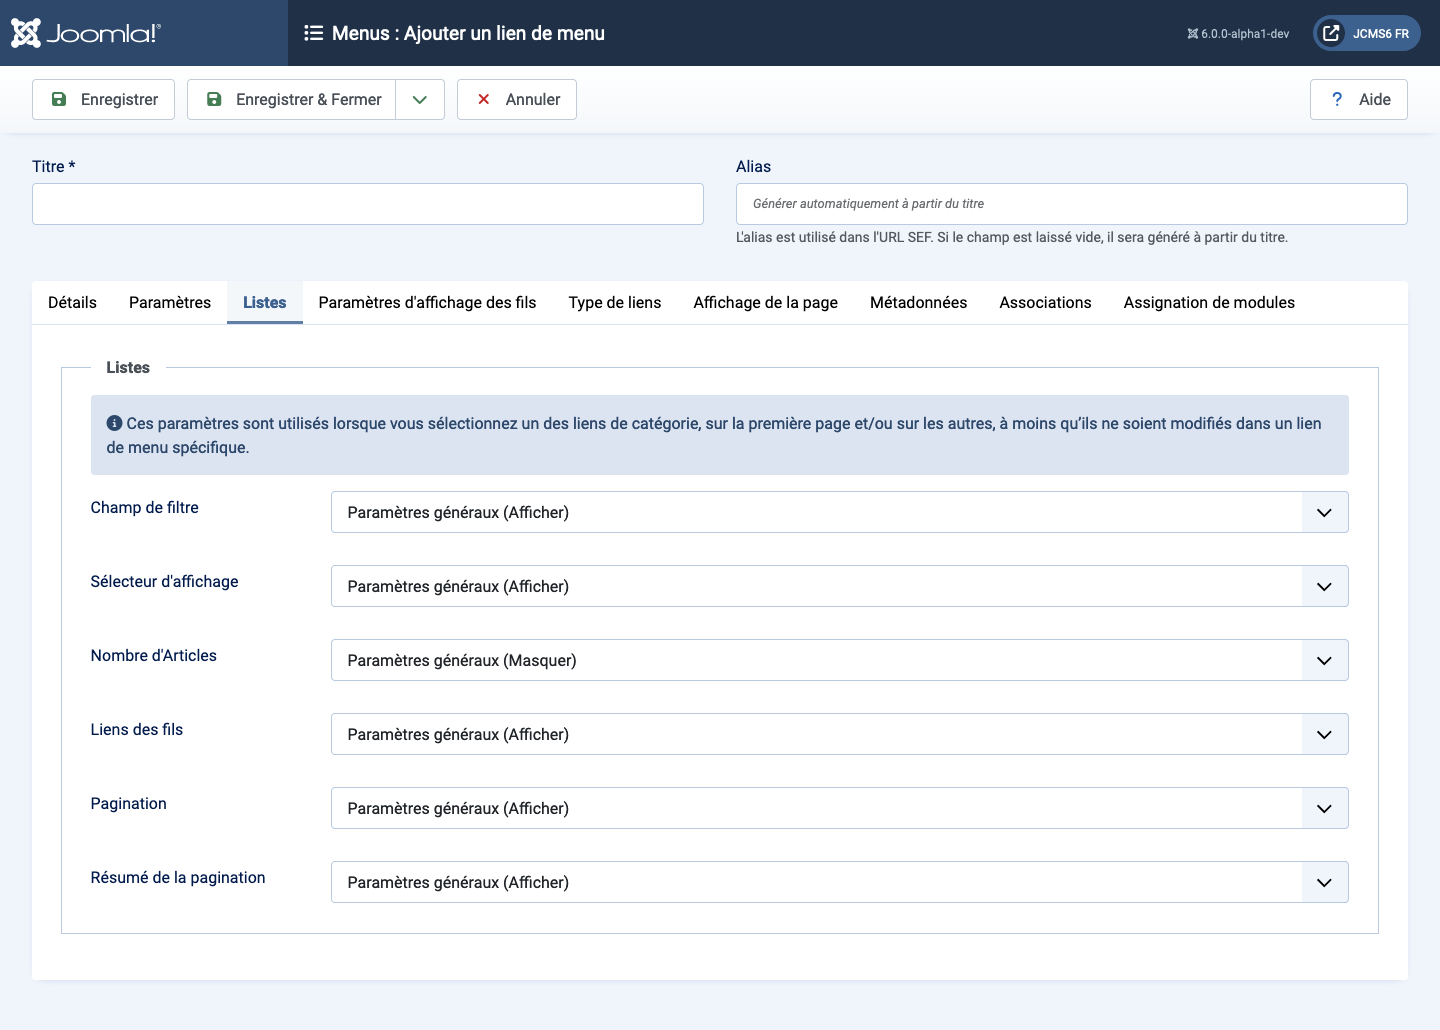 Joomla!®
Menus : Ajouter un lien de menu
6.0.0-alpha1-dev
JCMS6 FR
Enregistrer
Enregistrer & Fermer
Annuler
? Aide
Titre *
Alias
Générer automatiquement à partir du titre
L'alias est utilisé dans l'URL SEF. Si le champ est laissé vide, il sera généré à partir du titre.
Détails Paramètres Listes Paramètres d'affichage des fils Type de liens Affichage de la page Métadonnées Associations Assignation de modules
Listes
Ces paramètres sont utilisés lorsque vous sélectionnez un des liens de catégorie, sur la première page et/ou sur les autres, à moins qu’ils ne soient modifiés dans un lien
de menu spécifique.
Champ de filtre
Paramètres généraux (Afficher)
Sélecteur d'affichage
Paramètres généraux (Afficher)
Nombre d'Articles
Paramètres généraux (Masquer)
Liens des fils
Paramètres généraux (Afficher)
Pagination
Paramètres généraux (Afficher)
Résumé de la pagination
Paramètres généraux (Afficher)